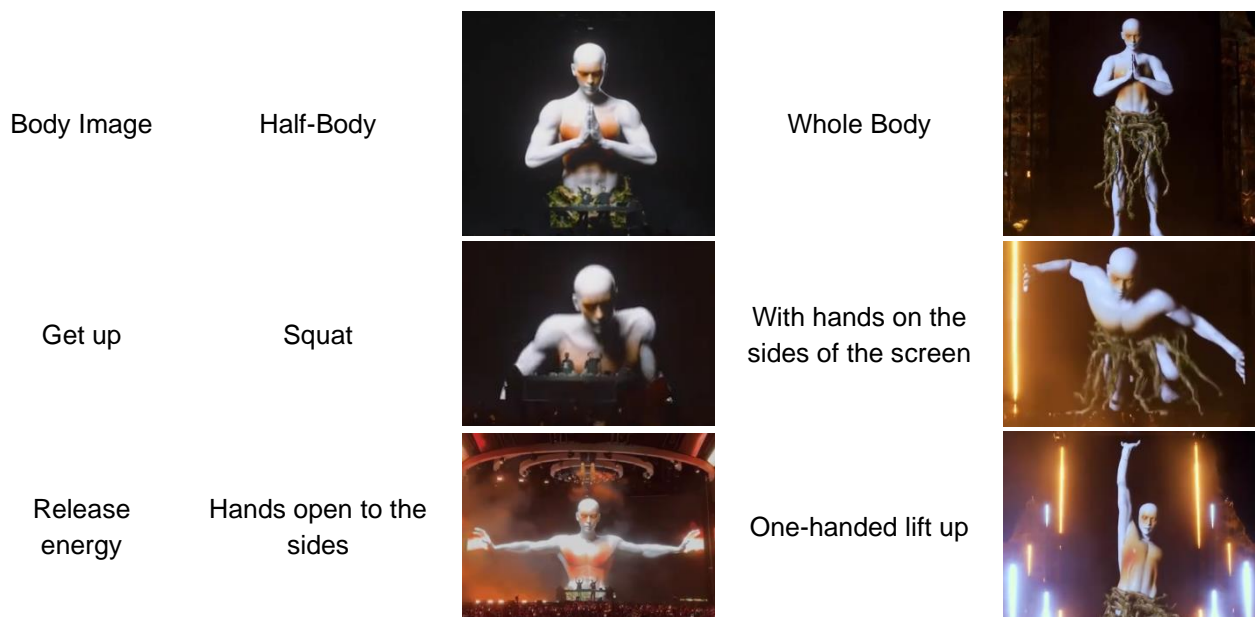 Body Image
Half-Body
Whole Body
Get up
Squat
With hands on the
sides of the screen
Release
energy
Hands open to the
sides
One-handed lift up